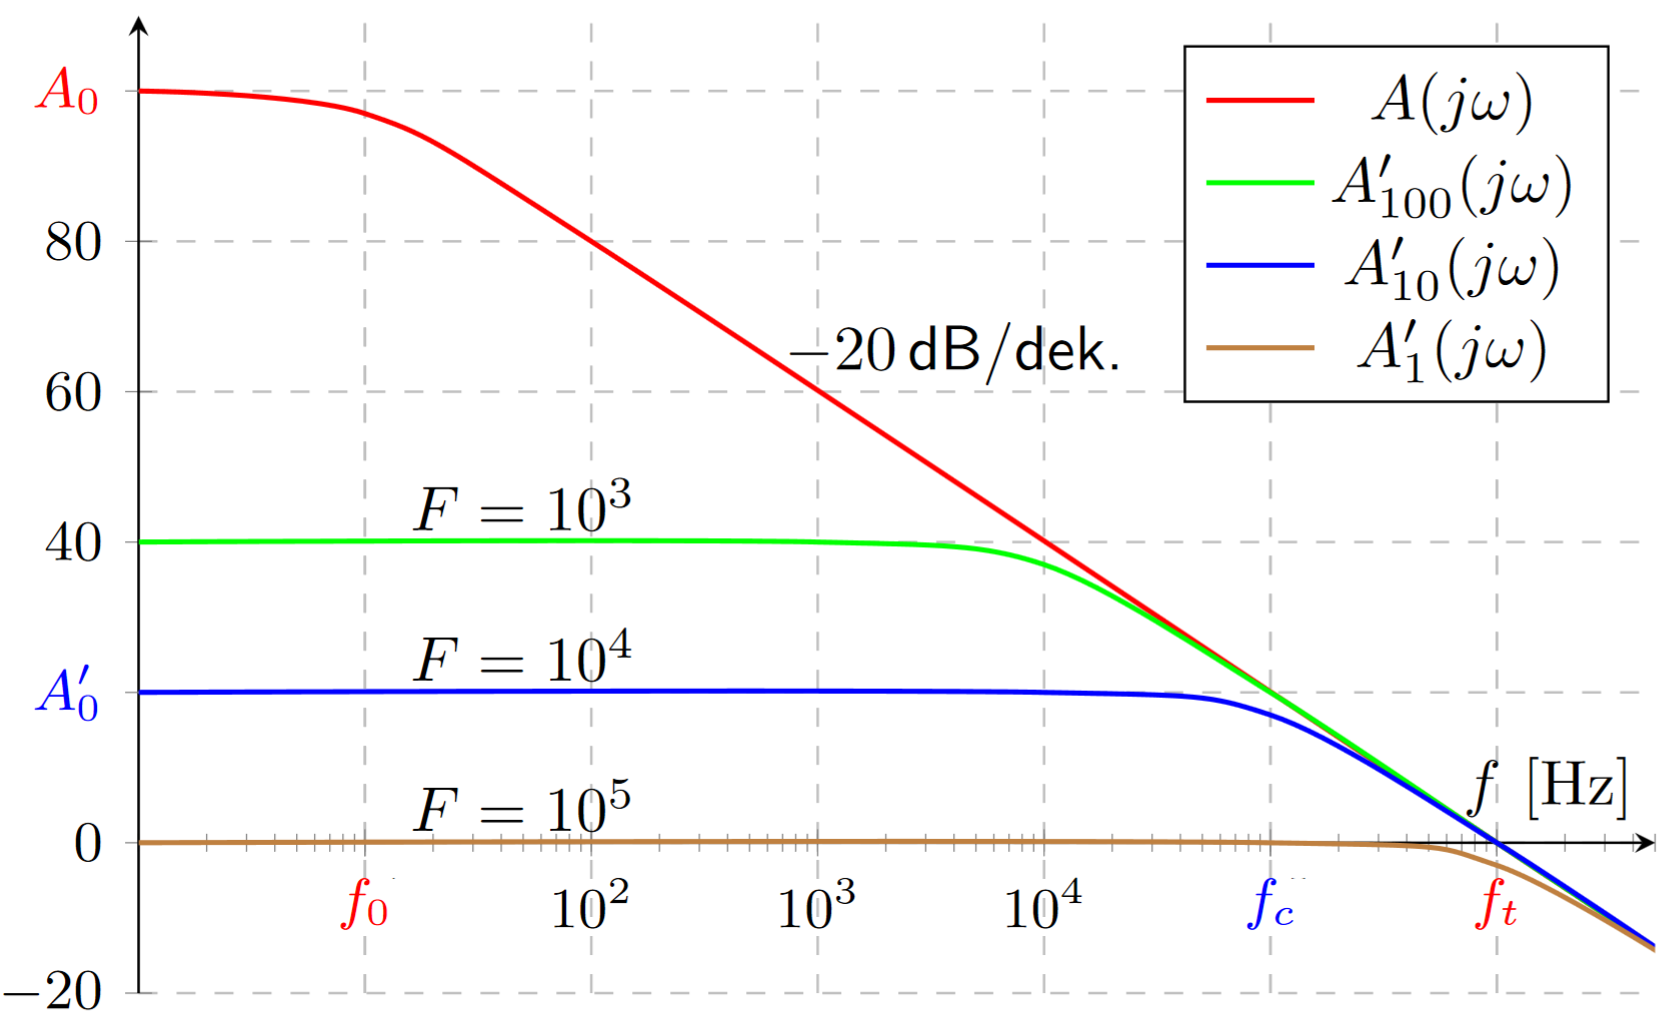 A₀
80
60
40
A′₀
0
−20
A(jω)
A′₁₀₀(jω)
A′₁₀(jω)
A′₁(jω)
−20 dB/dek.
F = 10³
F = 10⁴
F = 10⁵
f [Hz]
f₀ 10² 10³ 10⁴ f_c f_t